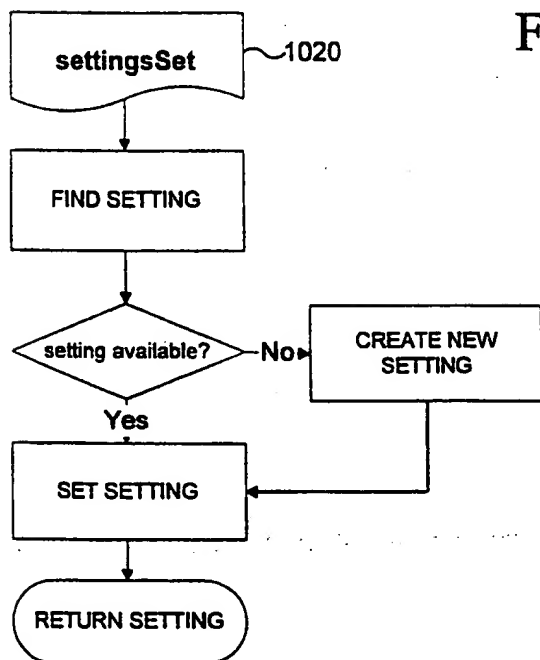 F
settingsSet
1020
FIND SETTING
setting available?
No
CREATE NEW
SETTING
Yes
SET SETTING
RETURN SETTING